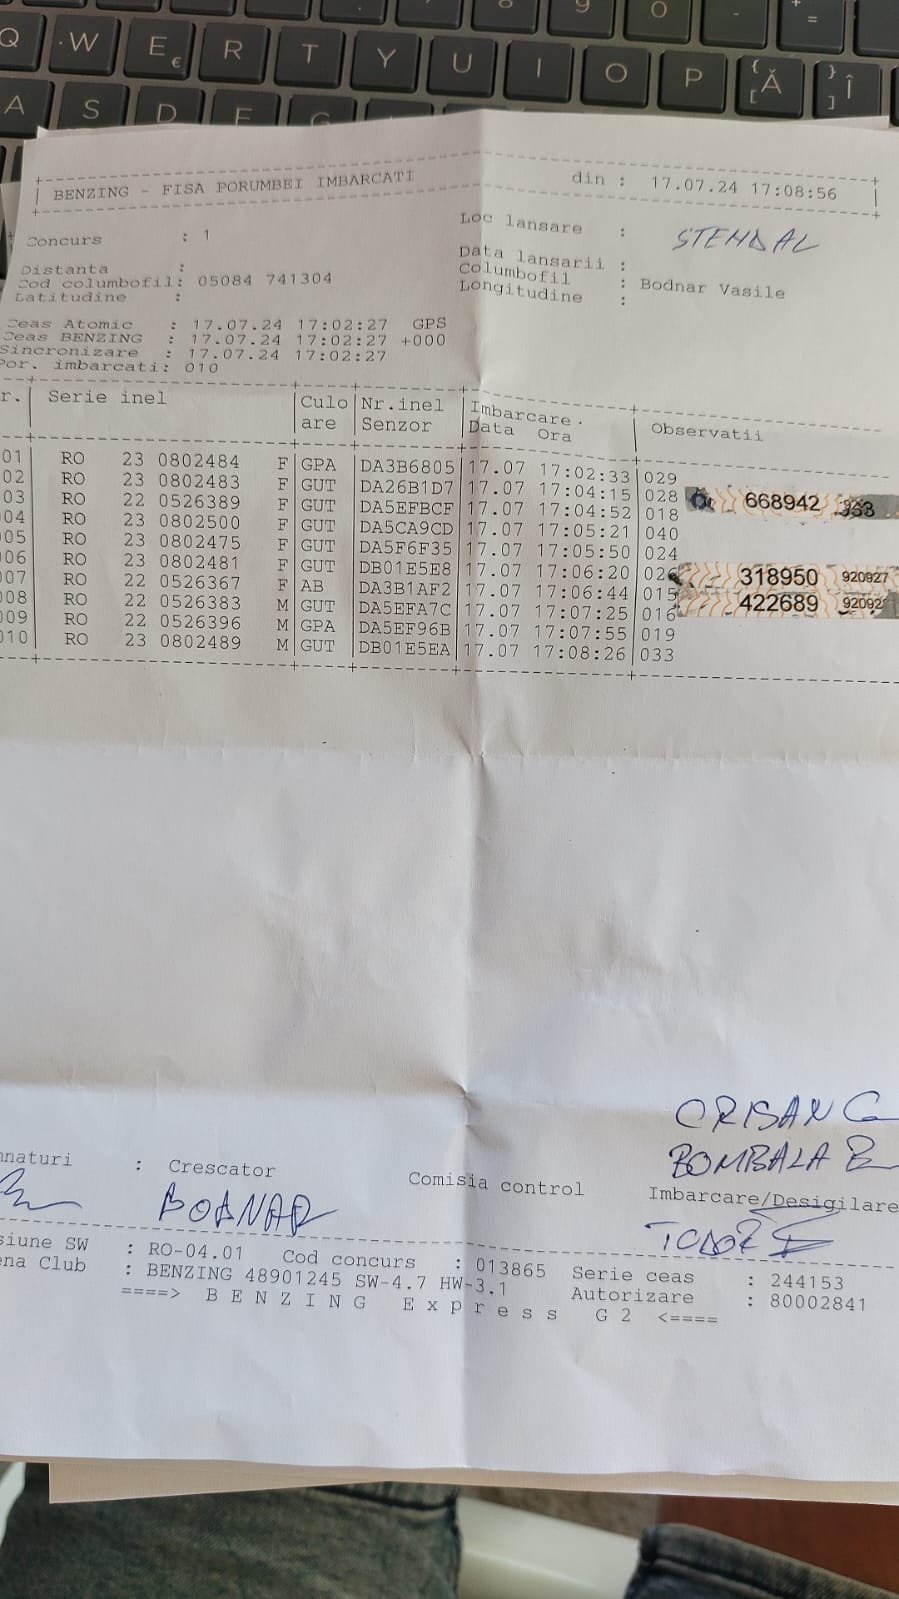 BENZING - FISA PORUMBEI IMBARCATI din : 17.07.24 17:08:56
Concurs : 1 Loc lansare : STENDAL
Distanta : Data lansarii :
Cod columbofil: 05084 741304 Columbofil : Bodnar Vasile
Latitudine : Longitudine :
Ceas Atomic : 17.07.24 17:02:27 GPS
Ceas BENZING : 17.07.24 17:02:27 +000
Sincronizare : 17.07.24 17:02:27
Por. imbarcati: 010
r. Serie inel Culo Nr.inel Imbarcare. Observatii
are Senzor Data Ora
01 RO 23 0802484 F GPA DA3B6805 17.07 17:02:33 029
02 RO 23 0802483 F GUT DA26B1D7 17.07 17:04:15 028 668942
03 RO 22 0526389 F GUT DA5EFBCF 17.07 17:04:52 018
04 RO 23 0802500 F GUT DA5CA9CD 17.07 17:05:21 040
05 RO 23 0802475 F GUT DA5F6F35 17.07 17:05:50 024
06 RO 23 0802481 F GUT DB01E5E8 17.07 17:06:20 026 318950 920927
07 RO 22 0526367 F AB DA3B1AF2 17.07 17:06:44 015 422689 92092
08 RO 22 0526383 M GUT DA5EFA7C 17.07 17:07:25 016
009 RO 22 0526396 M GPA DA5EF96B 17.07 17:07:55 019
010 RO 23 0802489 M GUT DB01E5EA 17.07 17:08:26 033
CRISAN G
BOMBALA
naturi : Crescator Comisia control Imbarcare/Desigilare
BODNAR
siune SW : RO-04.01 Cod concurs : 013865 Serie ceas : 244153
na Club : BENZING 48901245 SW-4.7 HW-3.1 Autorizare : 80002841
====> B E N Z I N G E x p r e s s G 2 <====